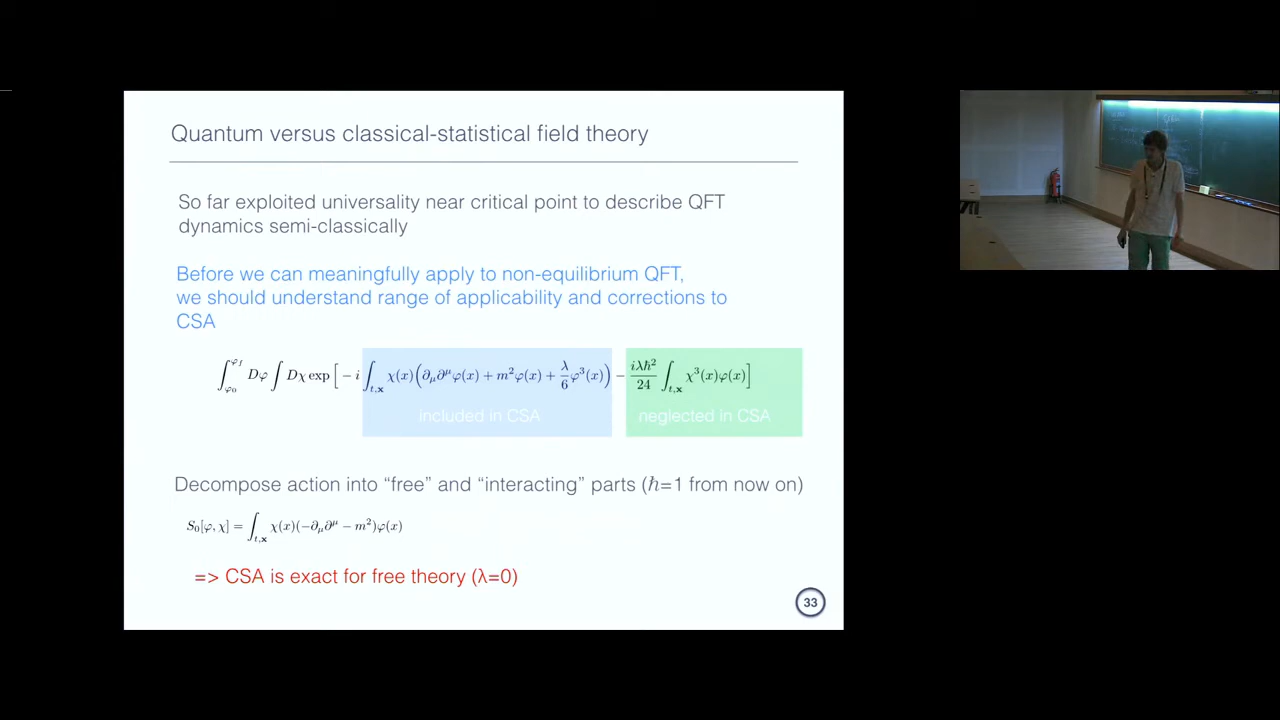 Quantum versus classical-statistical field theory
So far exploited universality near critical point to describe QFT
dynamics semi-classically
Before we can meaningfully apply to non-equilibrium QFT,
we should understand range of applicability and corrections to
CSA
∫_{φ₀}^{φ_f} Dφ ∫ Dχ exp[ − i ∫_{t,𝐱} χ(x)(∂_μ∂^μφ(x) + m²φ(x) + λ/6 φ³(x)) − iλℏ²/24 ∫_{t,𝐱} χ³(x)φ(x)]
included in CSA neglected in CSA
Decompose action into “free” and “interacting” parts (ℏ=1 from now on)
S₀[φ, χ] = ∫_{t,𝐱} χ(x)(−∂_μ∂^μ − m²)φ(x)
=> CSA is exact for free theory (λ=0)
33